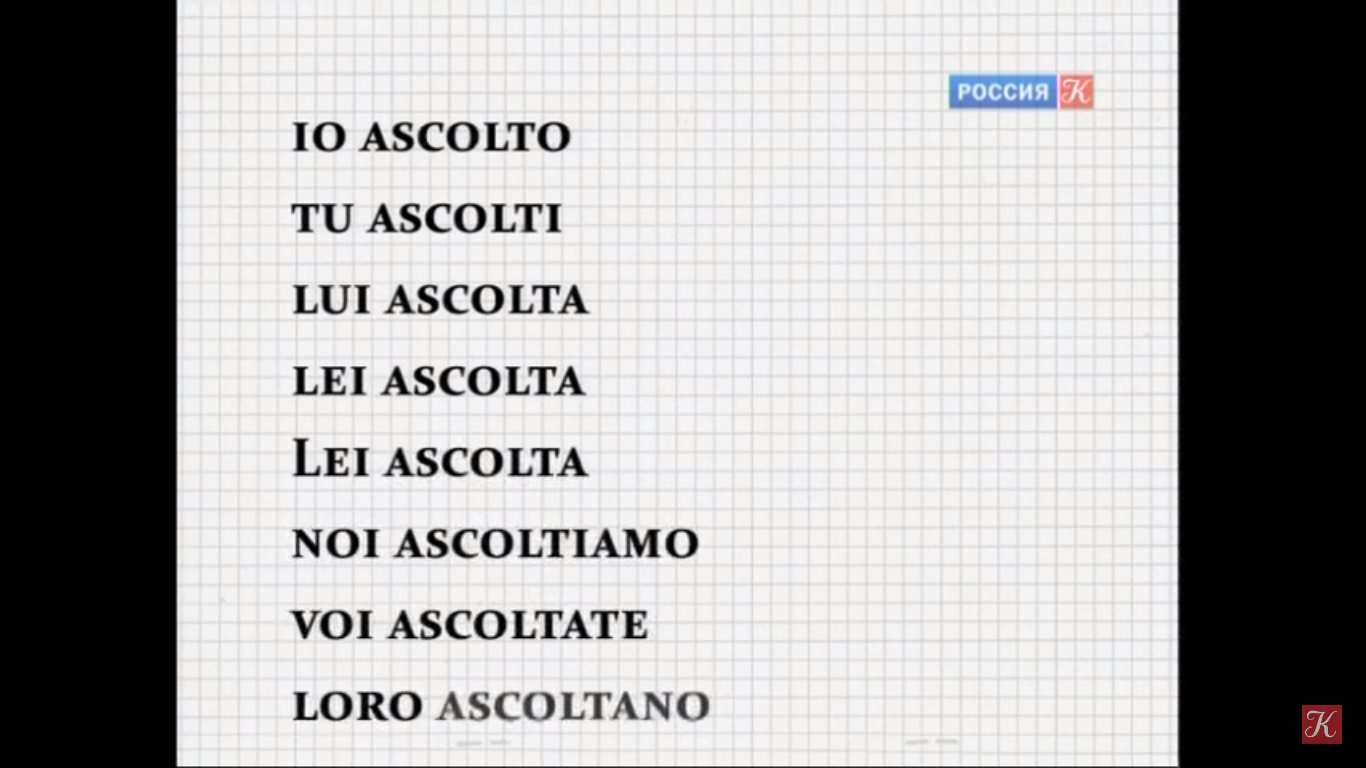 РОССИЯ К
IO ASCOLTO
TU ASCOLTI
LUI ASCOLTA
LEI ASCOLTA
Lei ASCOLTA
NOI ASCOLTIAMO
VOI ASCOLTATE
LORO ASCOLTANO
К